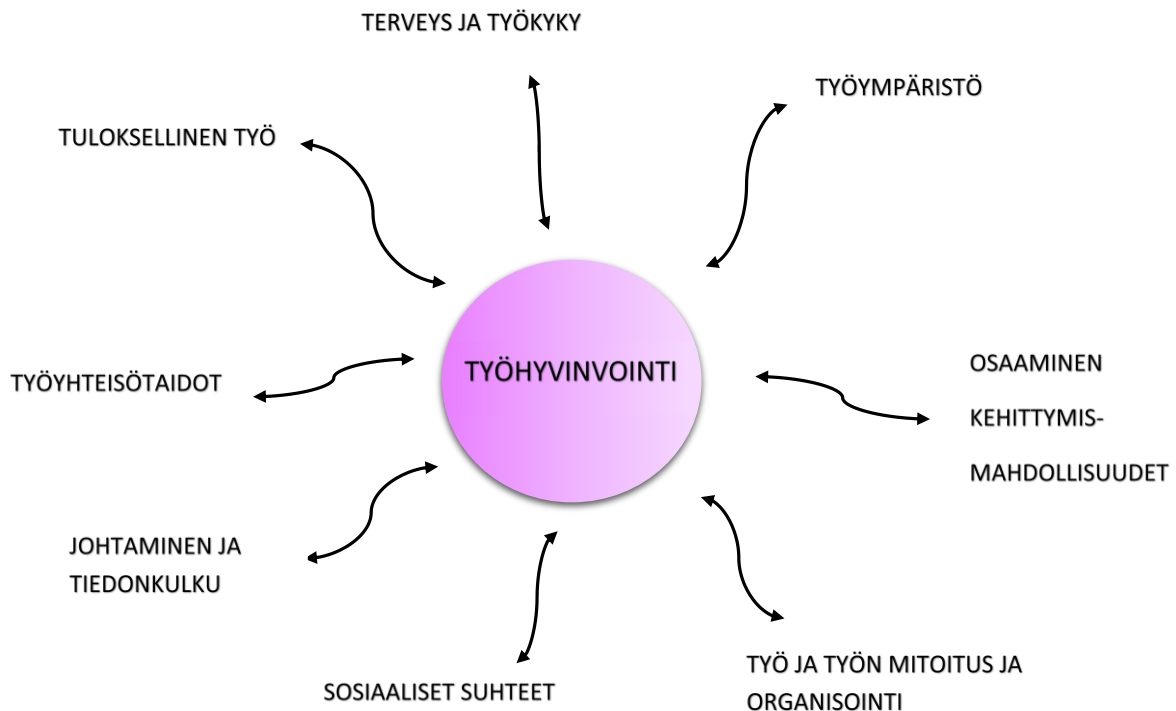 TERVEYS JA TYÖKYKY
TYÖYMPÄRISTÖ
TULOKSELLINEN TYÖ
TYÖHYVINVOINTI
OSAAMINEN
KEHITTYMIS-
MAHDOLLISUUDET
TYÖYHTEISÖTAIDOT
JOHTAMINEN JA
TIEDONKULKU
TYÖ JA TYÖN MITOITUS JA
ORGANISOINTI
SOSIAALISET SUHTEET